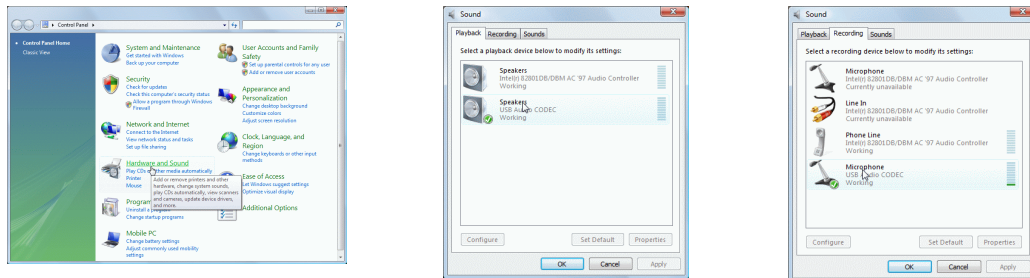 Control Panel
Control Panel Home
Classic View
System and Maintenance
Get started with Windows
Back up your computer
Security
Check for updates
Check this computer's security status
Allow a program through Windows
Firewall
Network and Internet
Connect to the Internet
View network status and tasks
Set up file sharing
Hardware and Sound
Play CDs or other media automatically
Printer
Mouse
Add or remove printers and other
hardware, change system sounds,
play CDs automatically, view scanners
and cameras, update device drivers,
and more.
Programs
Uninstall a program
Change startup programs
Mobile PC
Change battery settings
Adjust commonly used mobility
settings
User Accounts and Family
Safety
Set up parental controls for any user
Add or remove user accounts
Appearance and
Personalization
Change desktop background
Customize colors
Adjust screen resolution
Clock, Language, and
Region
Change keyboards or other input
methods
Ease of Access
Let Windows suggest settings
Optimize visual display
Additional Options
Sound
Playback Recording Sounds
Select a playback device below to modify its settings:
Speakers
Intel(r) 82801DB/DBM AC '97 Audio Controller
Working
Speakers
USB Audio CODEC
Working
Configure Set Default Properties
OK Cancel Apply
Sound
Playback Recording Sounds
Select a recording device below to modify its settings:
Microphone
Intel(r) 82801DB/DBM AC '97 Audio Controller
Currently unavailable
Line In
Intel(r) 82801DB/DBM AC '97 Audio Controller
Currently unavailable
Phone Line
Intel(r) 82801DB/DBM AC '97 Audio Controller
Working
Microphone
USB Audio CODEC
Working
Configure Set Default Properties
OK Cancel Apply